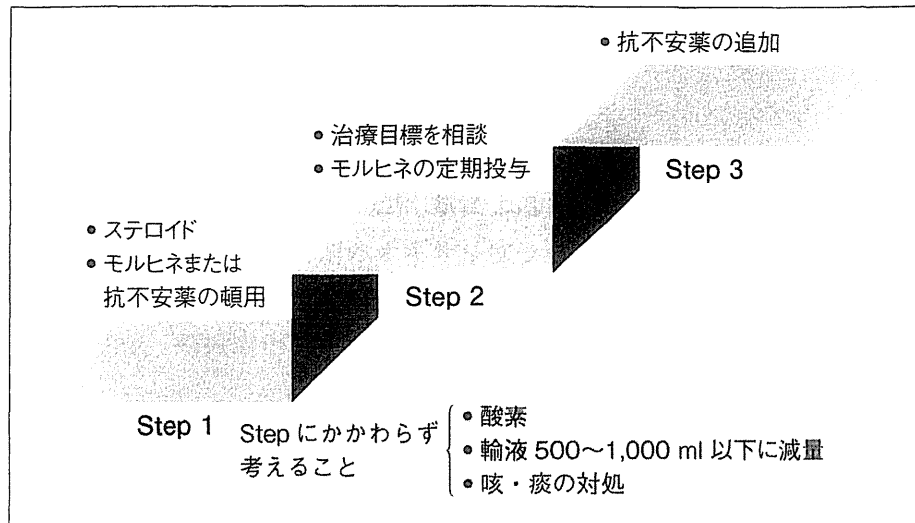 • 抗不安薬の追加
Step 3
• 治療目標を相談
• モルヒネの定期投与
Step 2
• ステロイド
• モルヒネまたは
抗不安薬の頓用
Step 1
Step にかかわらず
考えること
• 酸素
• 輸液 500〜1,000 ml 以下に減量
• 咳・痰の対処